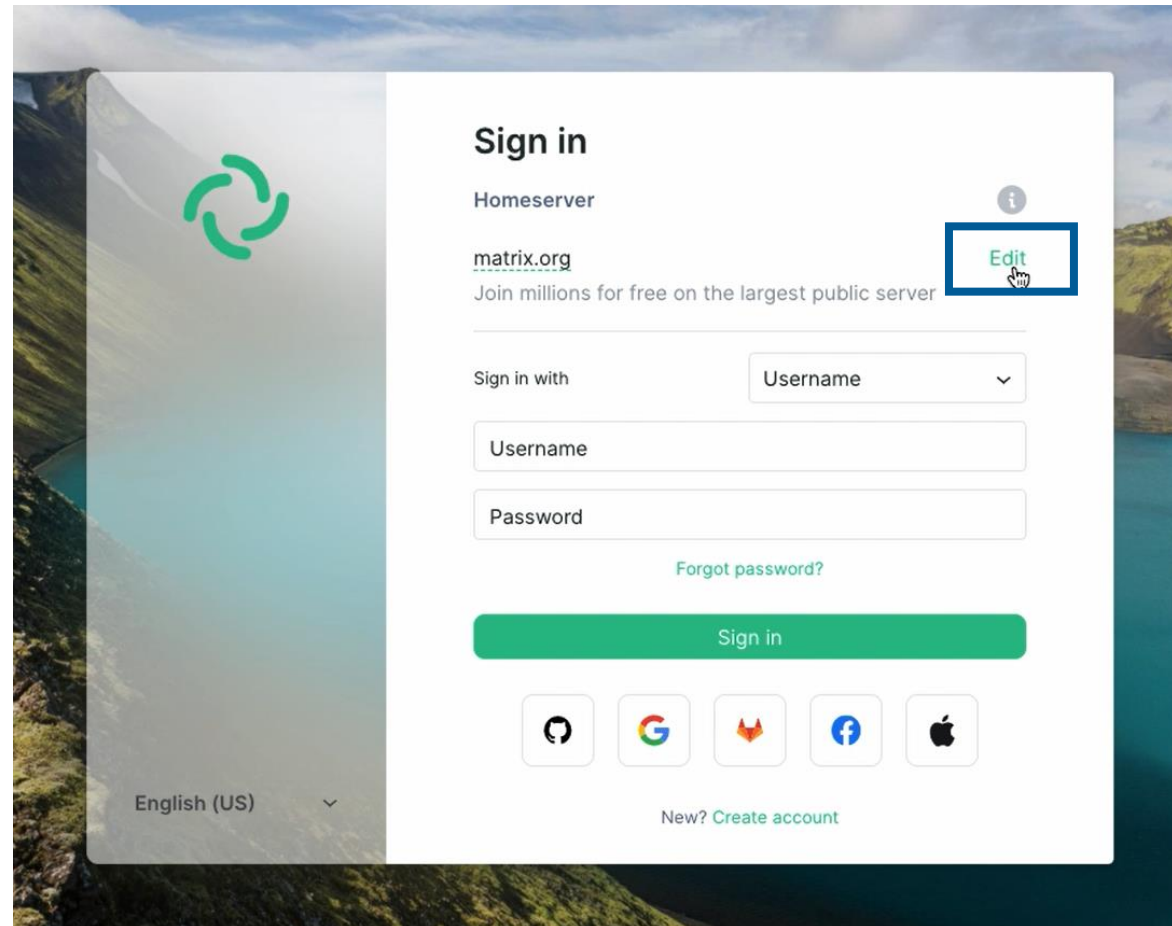 Sign in
Homeserver
matrix.org
Edit
Join millions for free on the largest public server
Sign in with
Username
Username
Password
Forgot password?
Sign in
English (US)
New? Create account